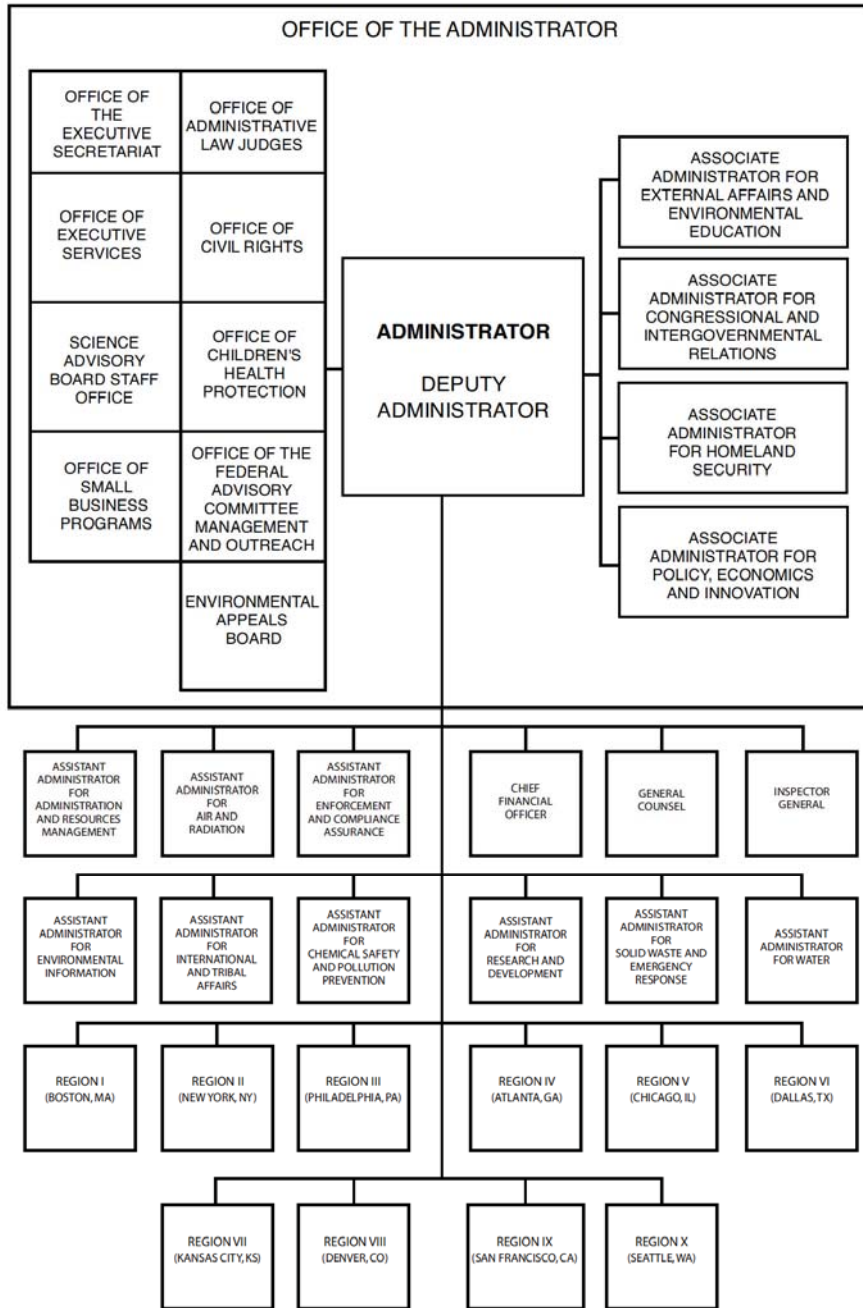 OFFICE OF THE ADMINISTRATOR
OFFICE OF
THE
EXECUTIVE
SECRETARIAT
OFFICE OF
ADMINISTRATIVE
LAW JUDGES
OFFICE OF
EXECUTIVE
SERVICES
OFFICE OF
CIVIL RIGHTS
SCIENCE
ADVISORY
BOARD STAFF
OFFICE
OFFICE OF
CHILDREN'S
HEALTH
PROTECTION
OFFICE OF
SMALL
BUSINESS
PROGRAMS
OFFICE OF THE
FEDERAL
ADVISORY
COMMITTEE
MANAGEMENT
AND OUTREACH
ENVIRONMENTAL
APPEALS
BOARD
ADMINISTRATOR
DEPUTY
ADMINISTRATOR
ASSOCIATE
ADMINISTRATOR FOR
EXTERNAL AFFAIRS AND
ENVIRONMENTAL
EDUCATION
ASSOCIATE
ADMINISTRATOR FOR
CONGRESSIONAL AND
INTERGOVERNMENTAL
RELATIONS
ASSOCIATE
ADMINISTRATOR
FOR HOMELAND
SECURITY
ASSOCIATE
ADMINISTRATOR FOR
POLICY, ECONOMICS
AND INNOVATION
ASSISTANT
ADMINISTRATOR
FOR
ADMINISTRATION
AND RESOURCES
MANAGEMENT
ASSISTANT
ADMINISTRATOR
FOR
AIR AND
RADIATION
ASSISTANT
ADMINISTRATOR
FOR
ENFORCEMENT
AND COMPLIANCE
ASSURANCE
CHIEF
FINANCIAL
OFFICER
GENERAL
COUNSEL
INSPECTOR
GENERAL
ASSISTANT
ADMINISTRATOR
FOR
ENVIRONMENTAL
INFORMATION
ASSISTANT
ADMINISTRATOR
FOR
INTERNATIONAL
AND TRIBAL
AFFAIRS
ASSISTANT
ADMINISTRATOR
FOR
CHEMICAL SAFETY
AND POLLUTION
PREVENTION
ASSISTANT
ADMINISTRATOR
FOR
RESEARCH AND
DEVELOPMENT
ASSISTANT
ADMINISTRATOR
FOR
SOLID WASTE AND
EMERGENCY
RESPONSE
ASSISTANT
ADMINISTRATOR
FOR WATER
REGION I
(BOSTON, MA)
REGION II
(NEW YORK, NY)
REGION III
(PHILADELPHIA, PA)
REGION IV
(ATLANTA, GA)
REGION V
(CHICAGO, IL)
REGION VI
(DALLAS, TX)
REGION VII
(KANSAS CITY, KS)
REGION VIII
(DENVER, CO)
REGION IX
(SAN FRANCISCO, CA)
REGION X
(SEATTLE, WA)